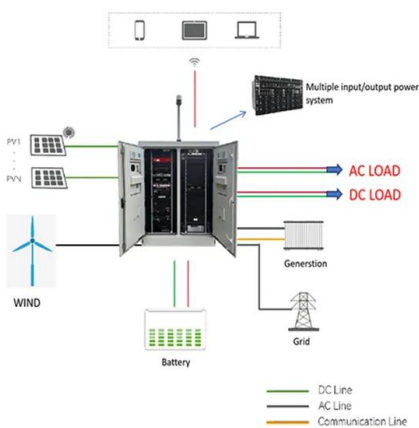 Multiple input/output power
system
PV1
PVN
AC LOAD
DC LOAD
WIND
Generstion
Grid
Battery
DC Line
AC Line
Communication Line